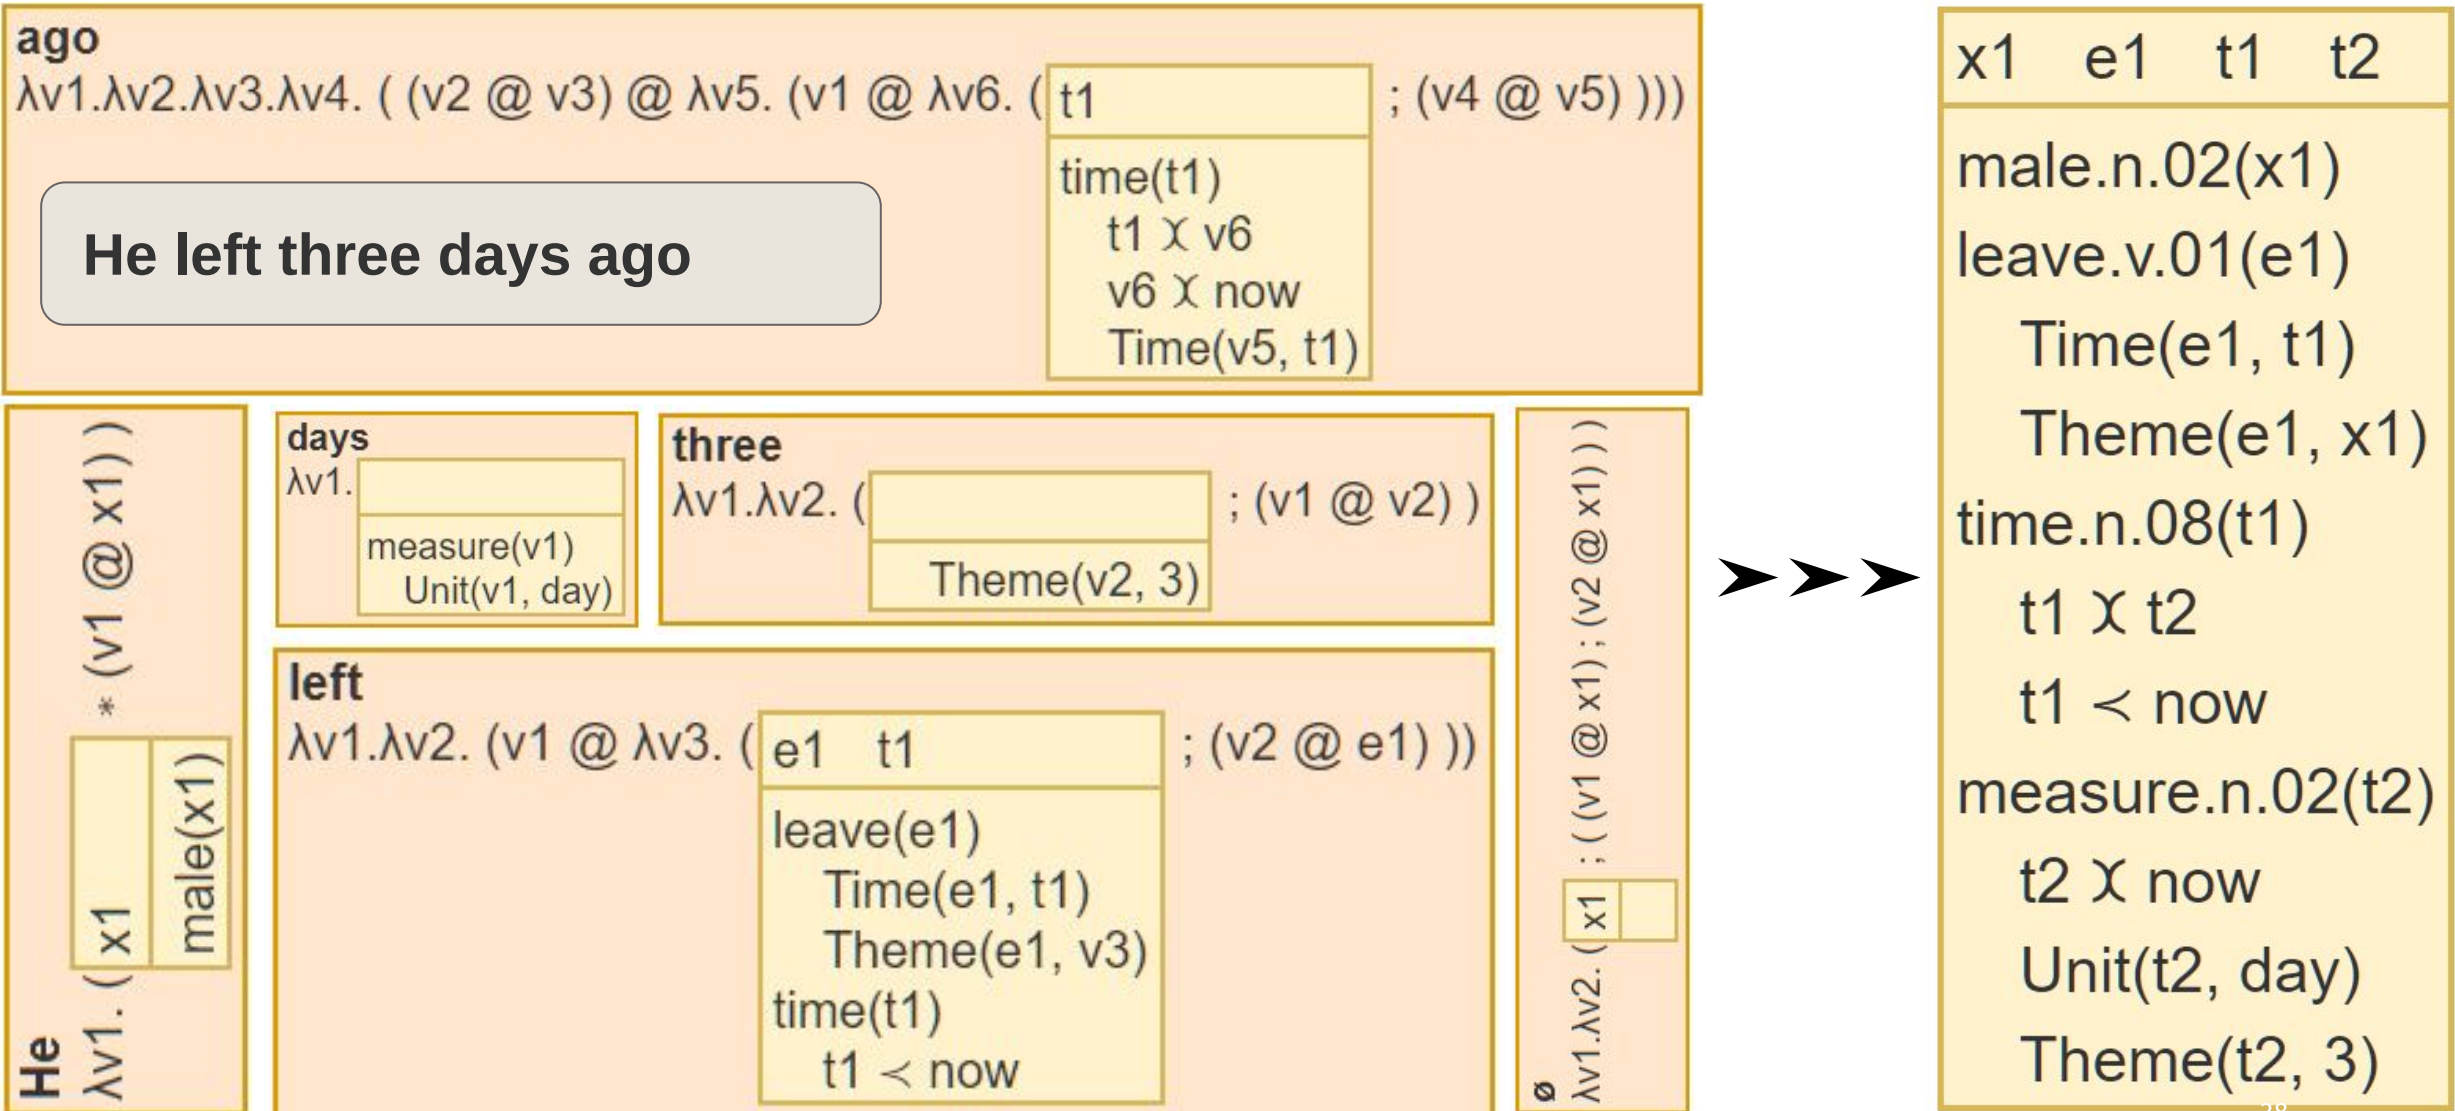 ago
λv1.λv2.λv3.λv4. ( (v2 @ v3) @ λv5. (v1 @ λv6. ( t1 ; (v4 @ v5) )))
time(t1)
t1 ≬ v6
v6 ≬ now
Time(v5, t1)
He left three days ago
He
λv1. ( x1 * (v1 @ x1) )
male(x1)
days
λv1.
measure(v1)
Unit(v1, day)
three
λv1.λv2. ( ; (v1 @ v2) )
Theme(v2, 3)
left
λv1.λv2. (v1 @ λv3. ( e1 t1 ; (v2 @ e1) ))
leave(e1)
Time(e1, t1)
Theme(e1, v3)
time(t1)
t1 ≺ now
ø
λv1.λv2. ( x1 ; ( (v1 @ x1) ; (v2 @ x1) ) )
x1 e1 t1 t2
male.n.02(x1)
leave.v.01(e1)
Time(e1, t1)
Theme(e1, x1)
time.n.08(t1)
t1 ≬ t2
t1 ≺ now
measure.n.02(t2)
t2 ≬ now
Unit(t2, day)
Theme(t2, 3)